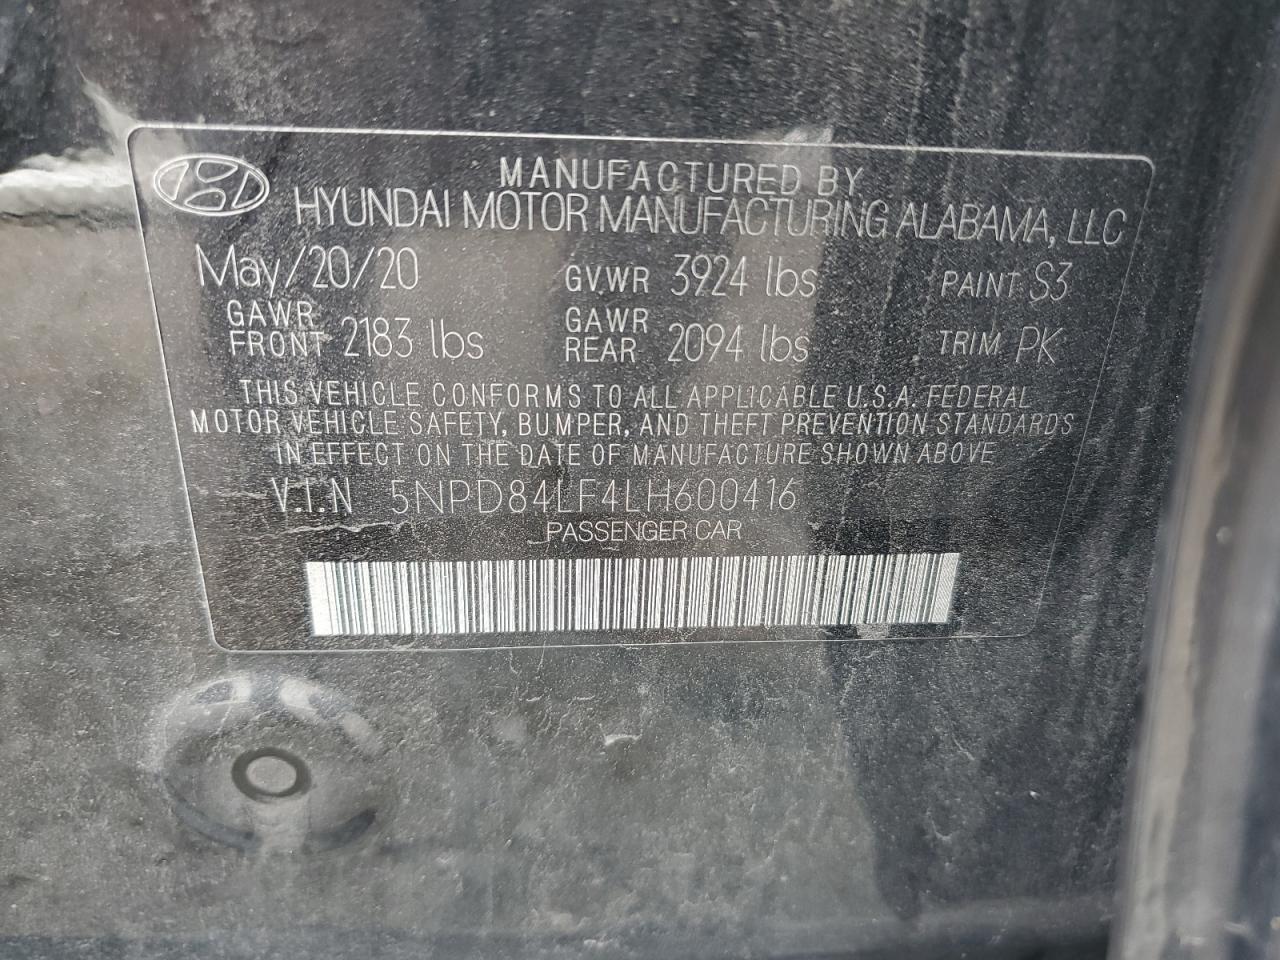 MANUFACTURED BY
HYUNDAI MOTOR MANUFACTURING ALABAMA, LLC
May/20/20 GVWR 3924 lbs PAINT S3
GAWR FRONT 2183 lbs GAWR REAR 2094 lbs TRIM PK
THIS VEHICLE CONFORMS TO ALL APPLICABLE U.S.A. FEDERAL
MOTOR VEHICLE SAFETY, BUMPER, AND THEFT PREVENTION STANDARDS
IN EFFECT ON THE DATE OF MANUFACTURE SHOWN ABOVE
V.I.N 5NPD84LF4LH600416
PASSENGER CAR